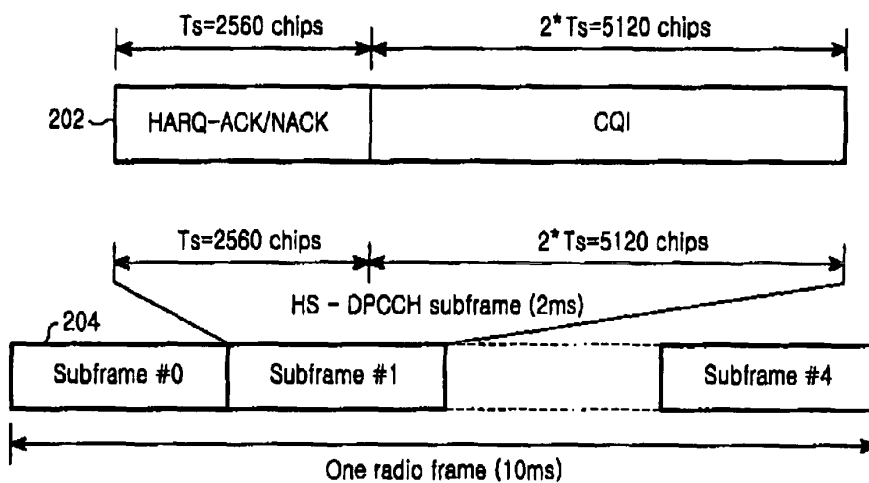 Ts=2560 chips 2* Ts=5120 chips
202 HARQ-ACK/NACK CQI
Ts=2560 chips 2* Ts=5120 chips
HS - DPCCH subframe (2ms)
204
Subframe #0 Subframe #1 Subframe #4
One radio frame (10ms)